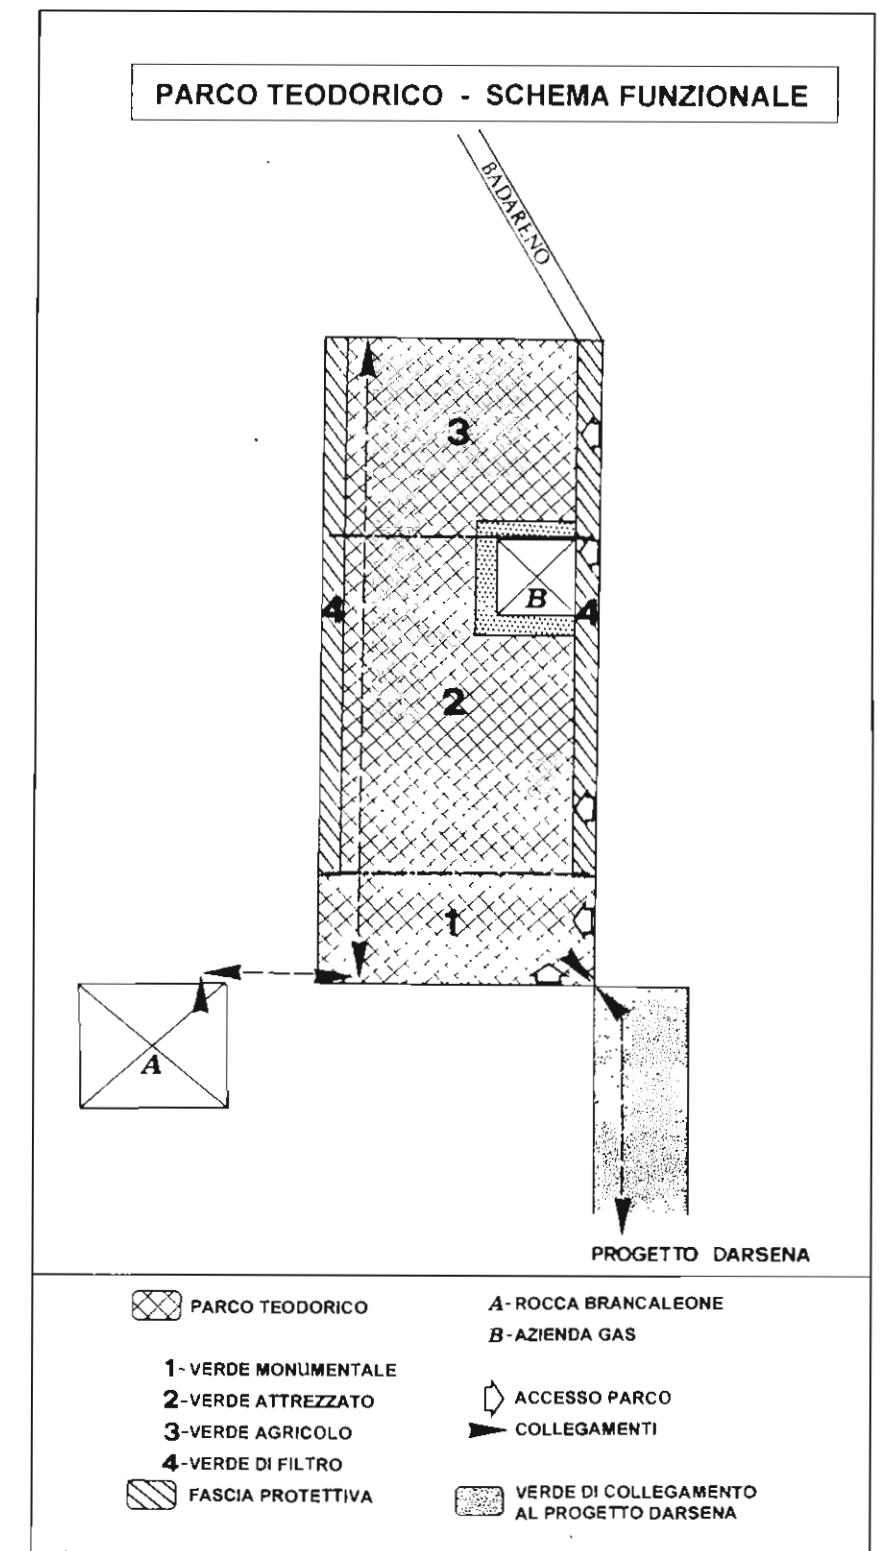 PARCO TEODORICO - SCHEMA FUNZIONALE
BADARENO
3
B
4
4
2
1
A
PROGETTO DARSENA
PARCO TEODORICO
1-VERDE MONUMENTALE
2-VERDE ATTREZZATO
3-VERDE AGRICOLO
4-VERDE DI FILTRO
FASCIA PROTETTIVA
A-ROCCA BRANCALEONE
B-AZIENDA GAS
ACCESSO PARCO
COLLEGAMENTI
VERDE DI COLLEGAMENTO
AL PROGETTO DARSENA